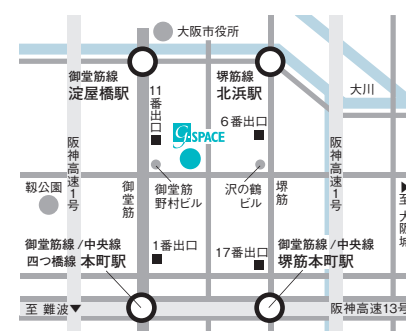 大阪市役所
御堂筋線
淀屋橋駅
11番出口
堺筋線
北浜駅
大川
6番出口
g-SPACE
阪神高速1号
阪神高速1号
靱公園
御堂筋
御堂筋
野村ビル
沢の鶴
ビル
堺筋
▶至 大阪城
御堂筋線/中央線
四つ橋線 本町駅
1番出口
17番出口
御堂筋線/中央線
堺筋本町駅
至 難波▼
阪神高速13号